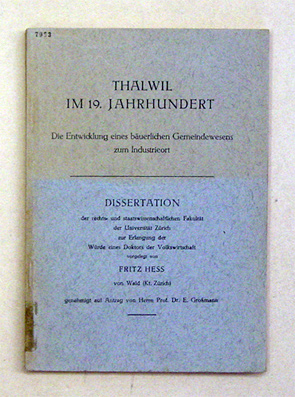 7973
THALWIL
IM 19. JAHRHUNDERT
Die Entwicklung eines bäuerlichen Gemeindewesens
zum Industrieort
DISSERTATION
der rechts- und staatswissenschaftlichen Fakultät
der Universität Zürich
zur Erlangung der
Würde eines Doktors der Volkswirtschaft
vorgelegt von
FRITZ HESS
von Wald (Kt. Zürich)
genehmigt auf Antrag von Herrn Prof. Dr. E. Großmann